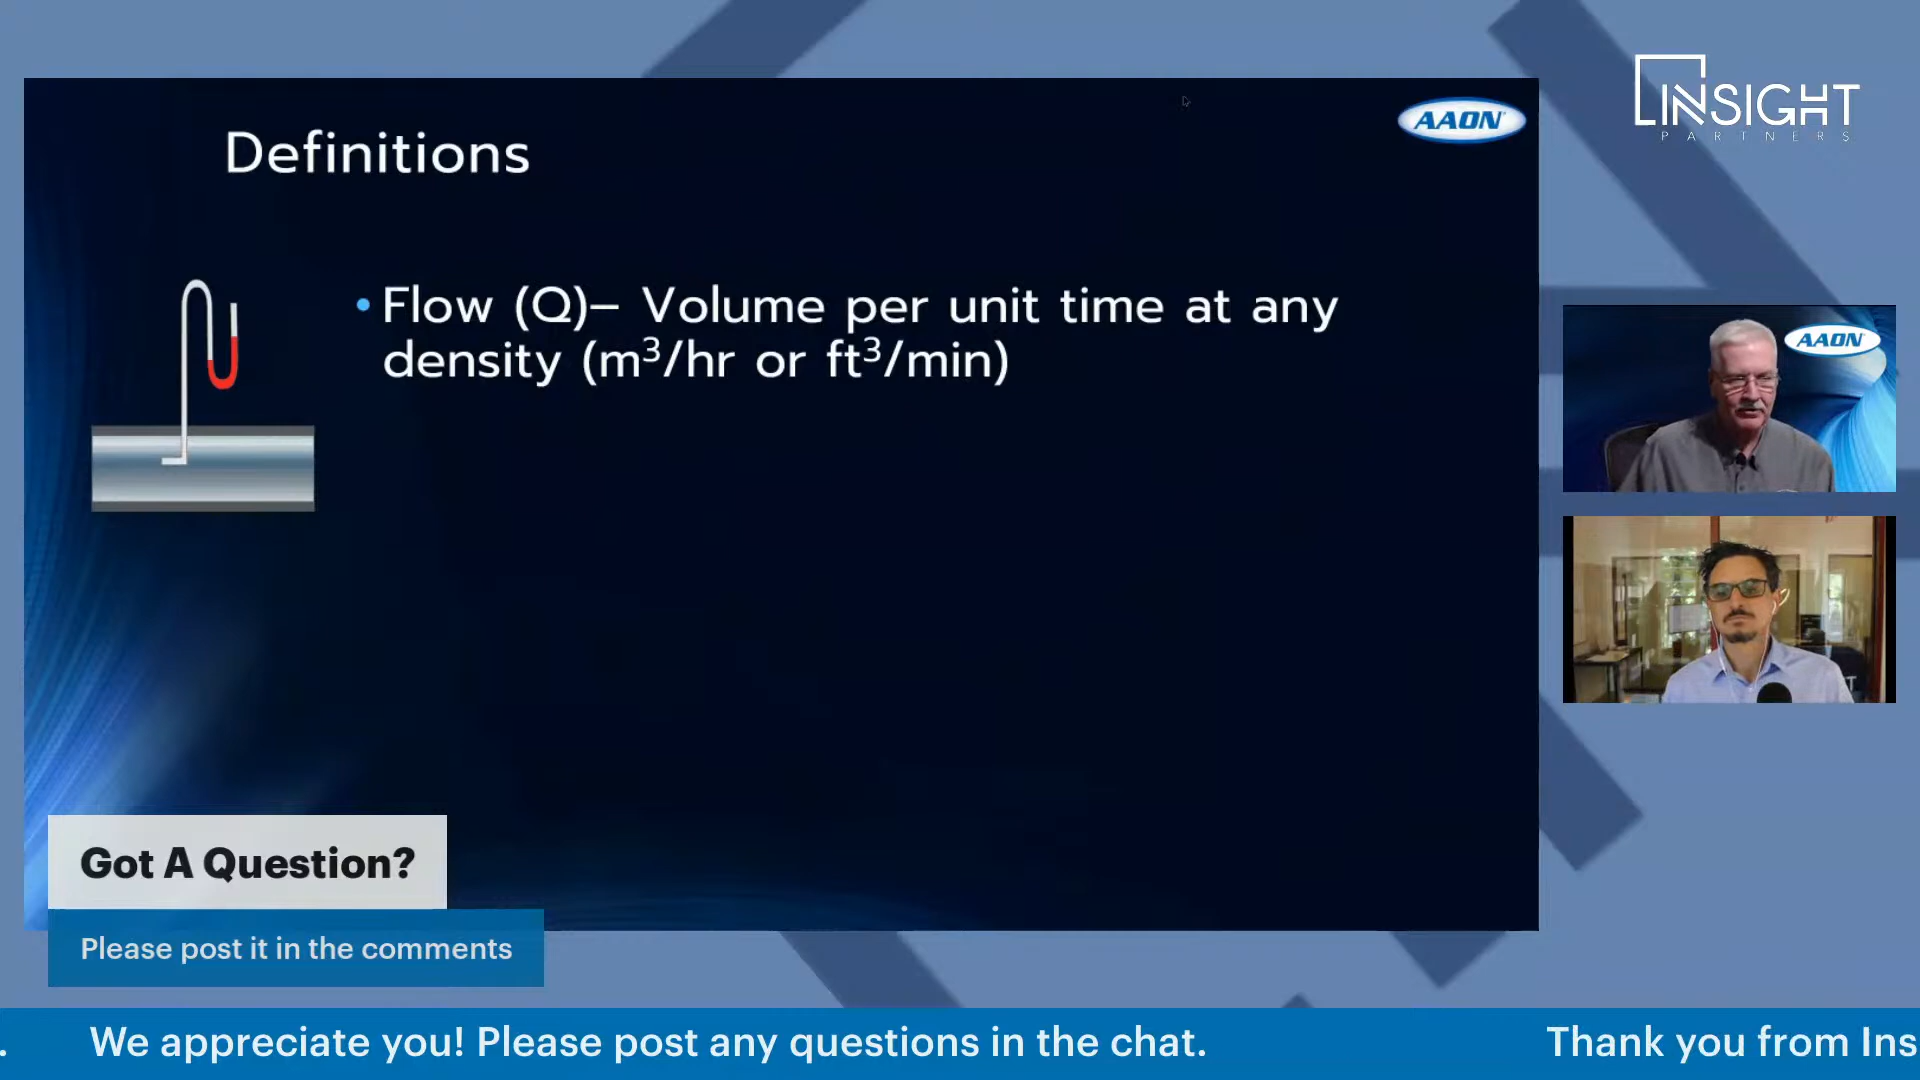 Definitions
AAON
INSIGHT
PARTNERS
• Flow (Q)– Volume per unit time at any
density (m³/hr or ft³/min)
AAON
Got A Question?
Please post it in the comments
. We appreciate you! Please post any questions in the chat. Thank you from Ins